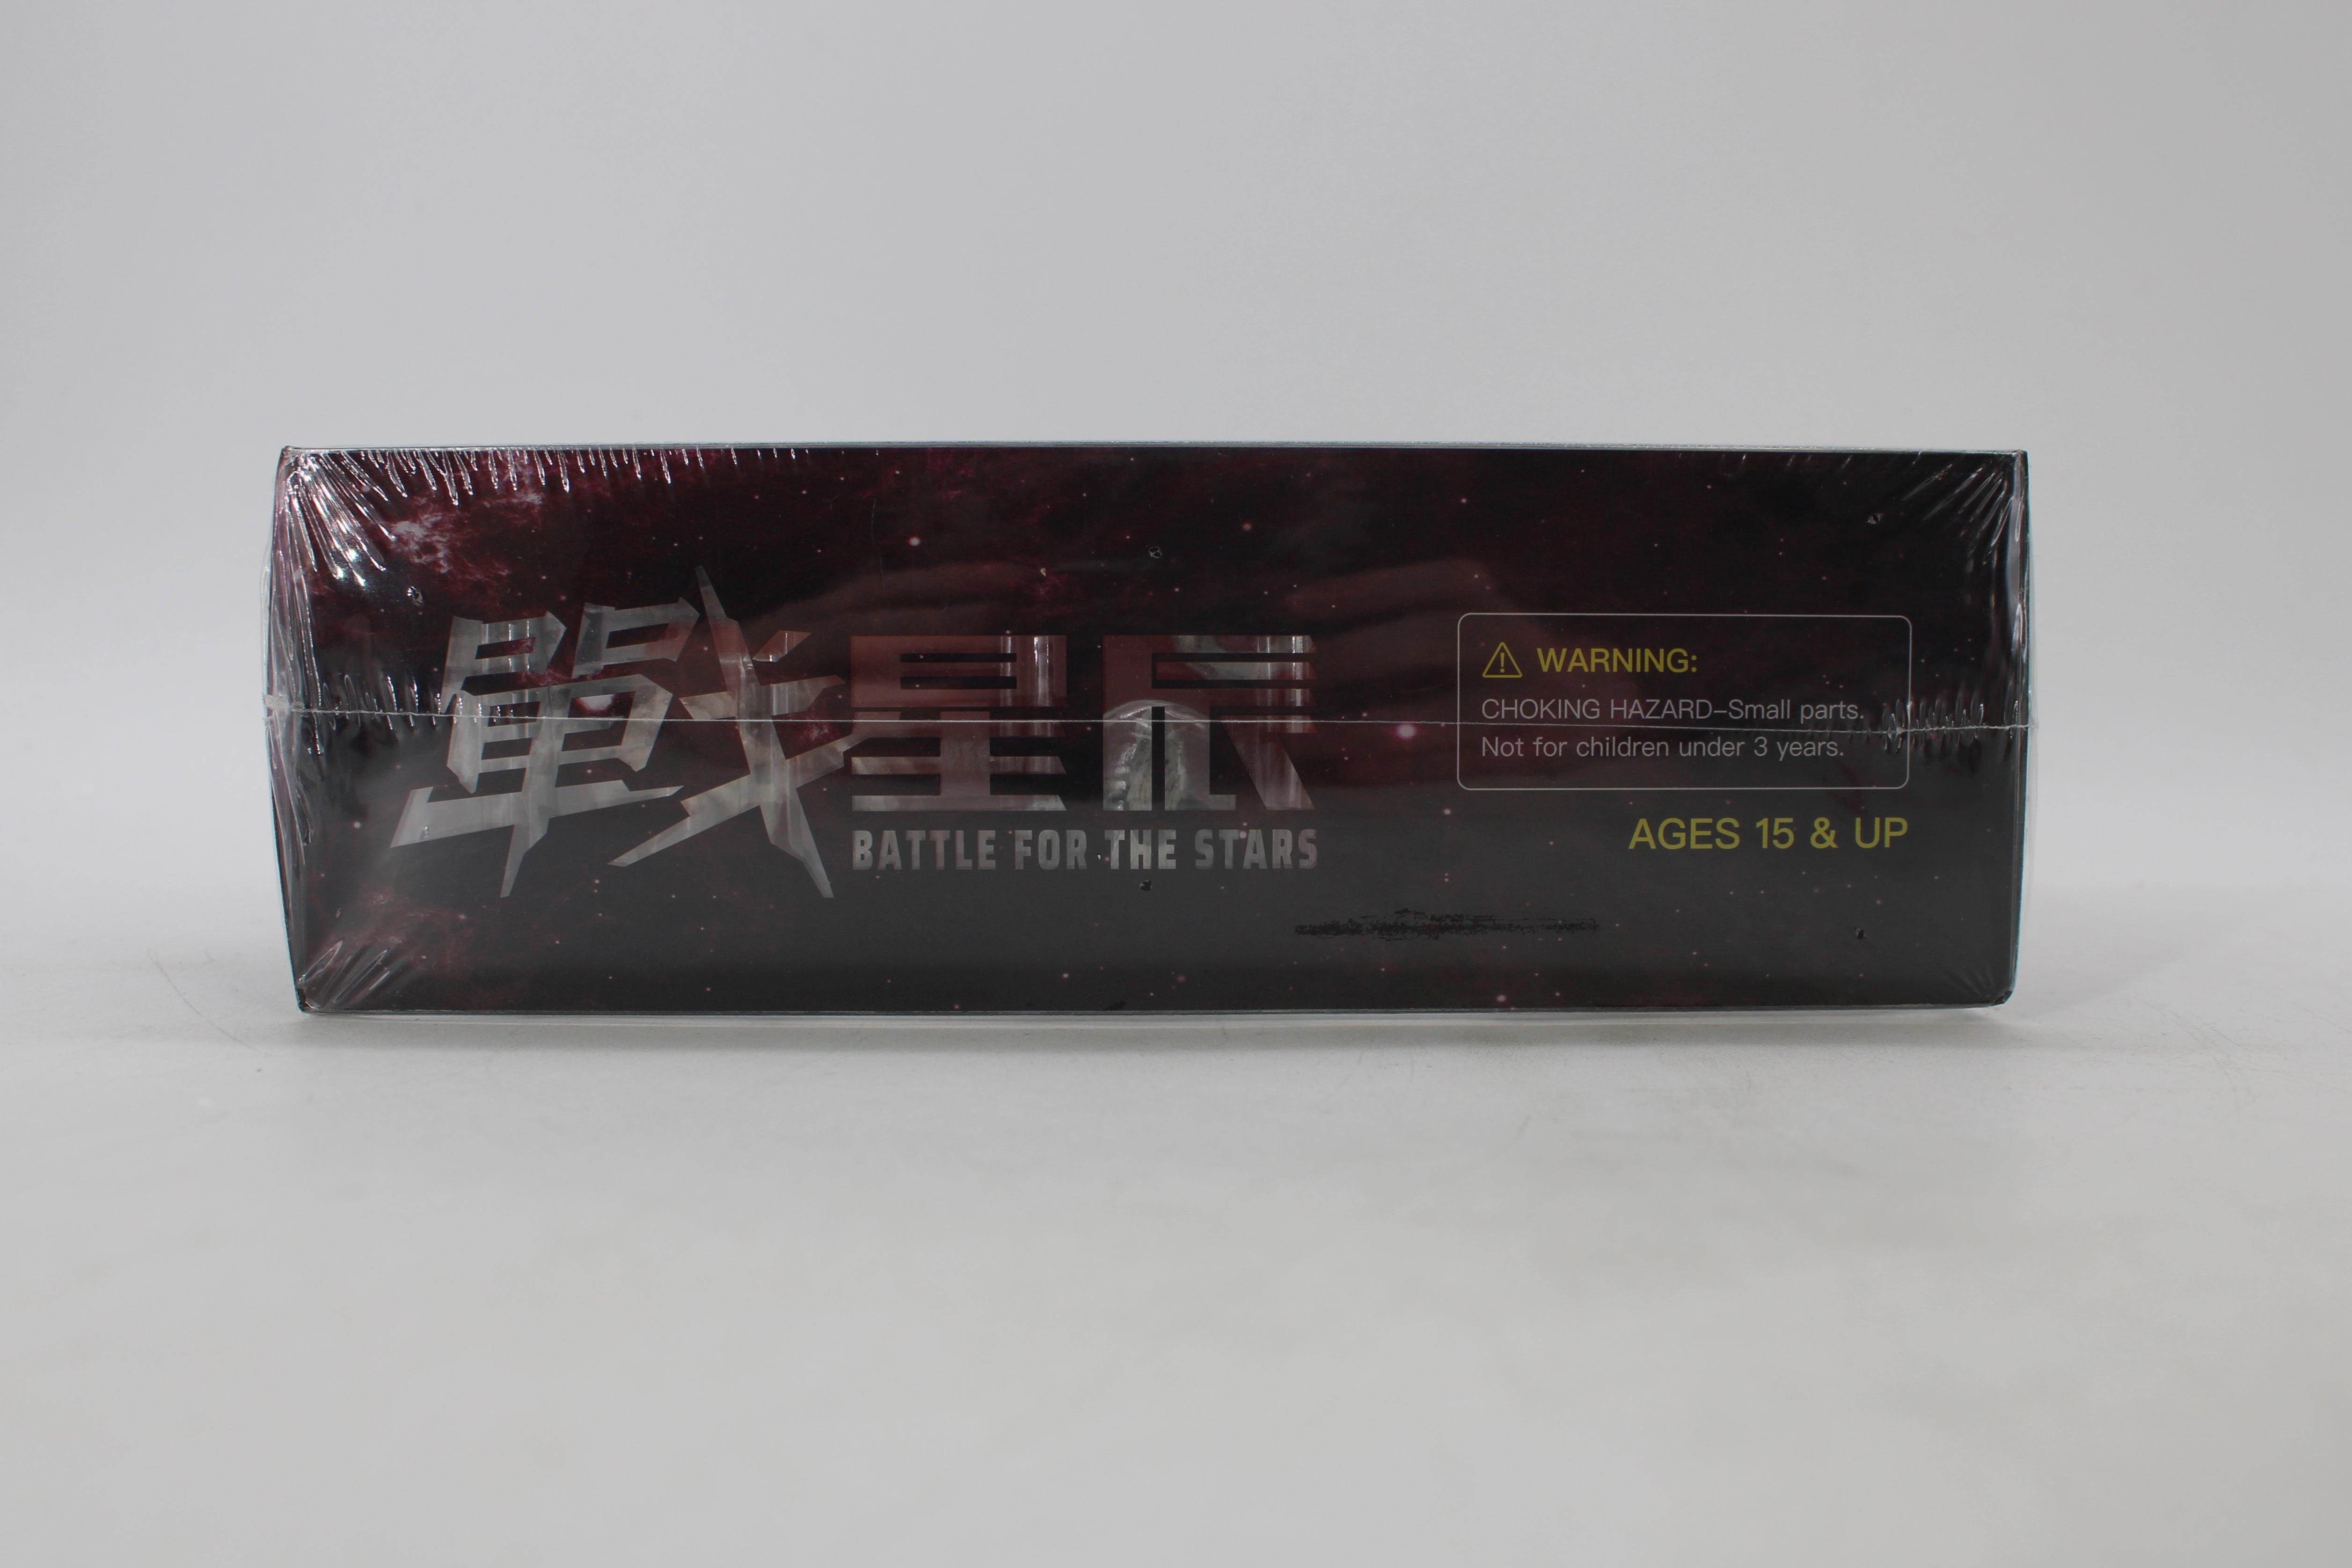 戰星辰
BATTLE FOR THE STARS
WARNING:
CHOKING HAZARD–Small parts.
Not for children under 3 years.
AGES 15 & UP